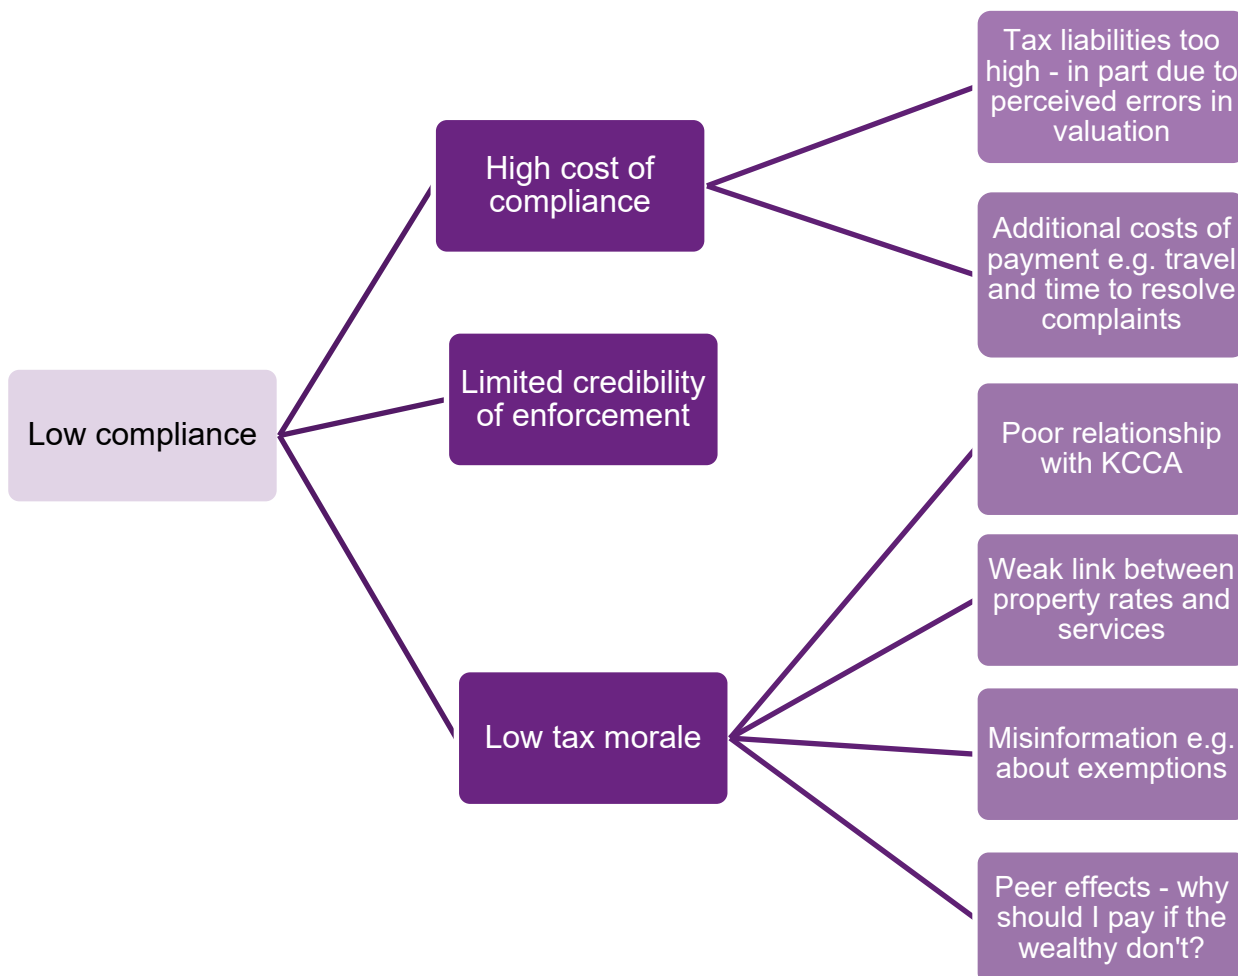 Low compliance
High cost of
compliance
Limited credibility
of enforcement
Low tax morale
Tax liabilities too
high - in part due to
perceived errors in
valuation
Additional costs of
payment e.g. travel
and time to resolve
complaints
Poor relationship
with KCCA
Weak link between
property rates and
services
Misinformation e.g.
about exemptions
Peer effects - why
should I pay if the
wealthy don't?